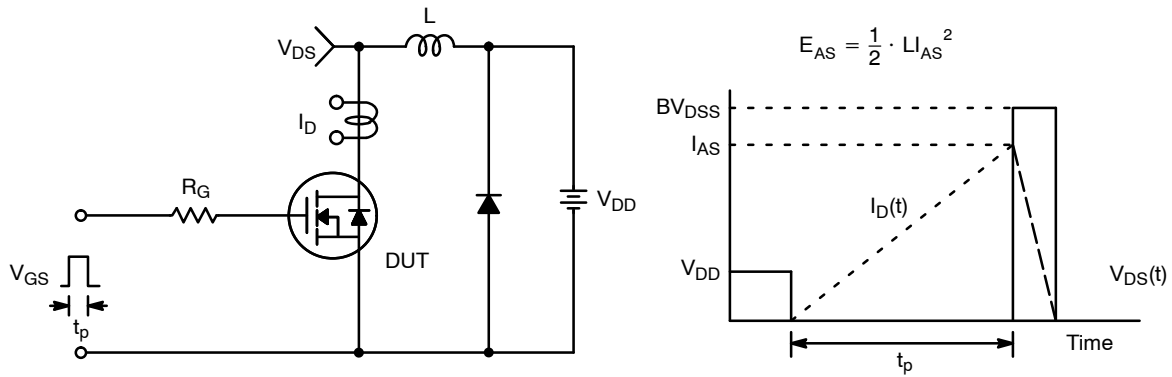 L
V_DS
I_D
R_G
DUT
V_DD
V_GS
t_p
E_AS = 1/2 · LI_AS^2
BV_DSS
I_AS
I_D(t)
V_DD
V_DS(t)
t_p
Time